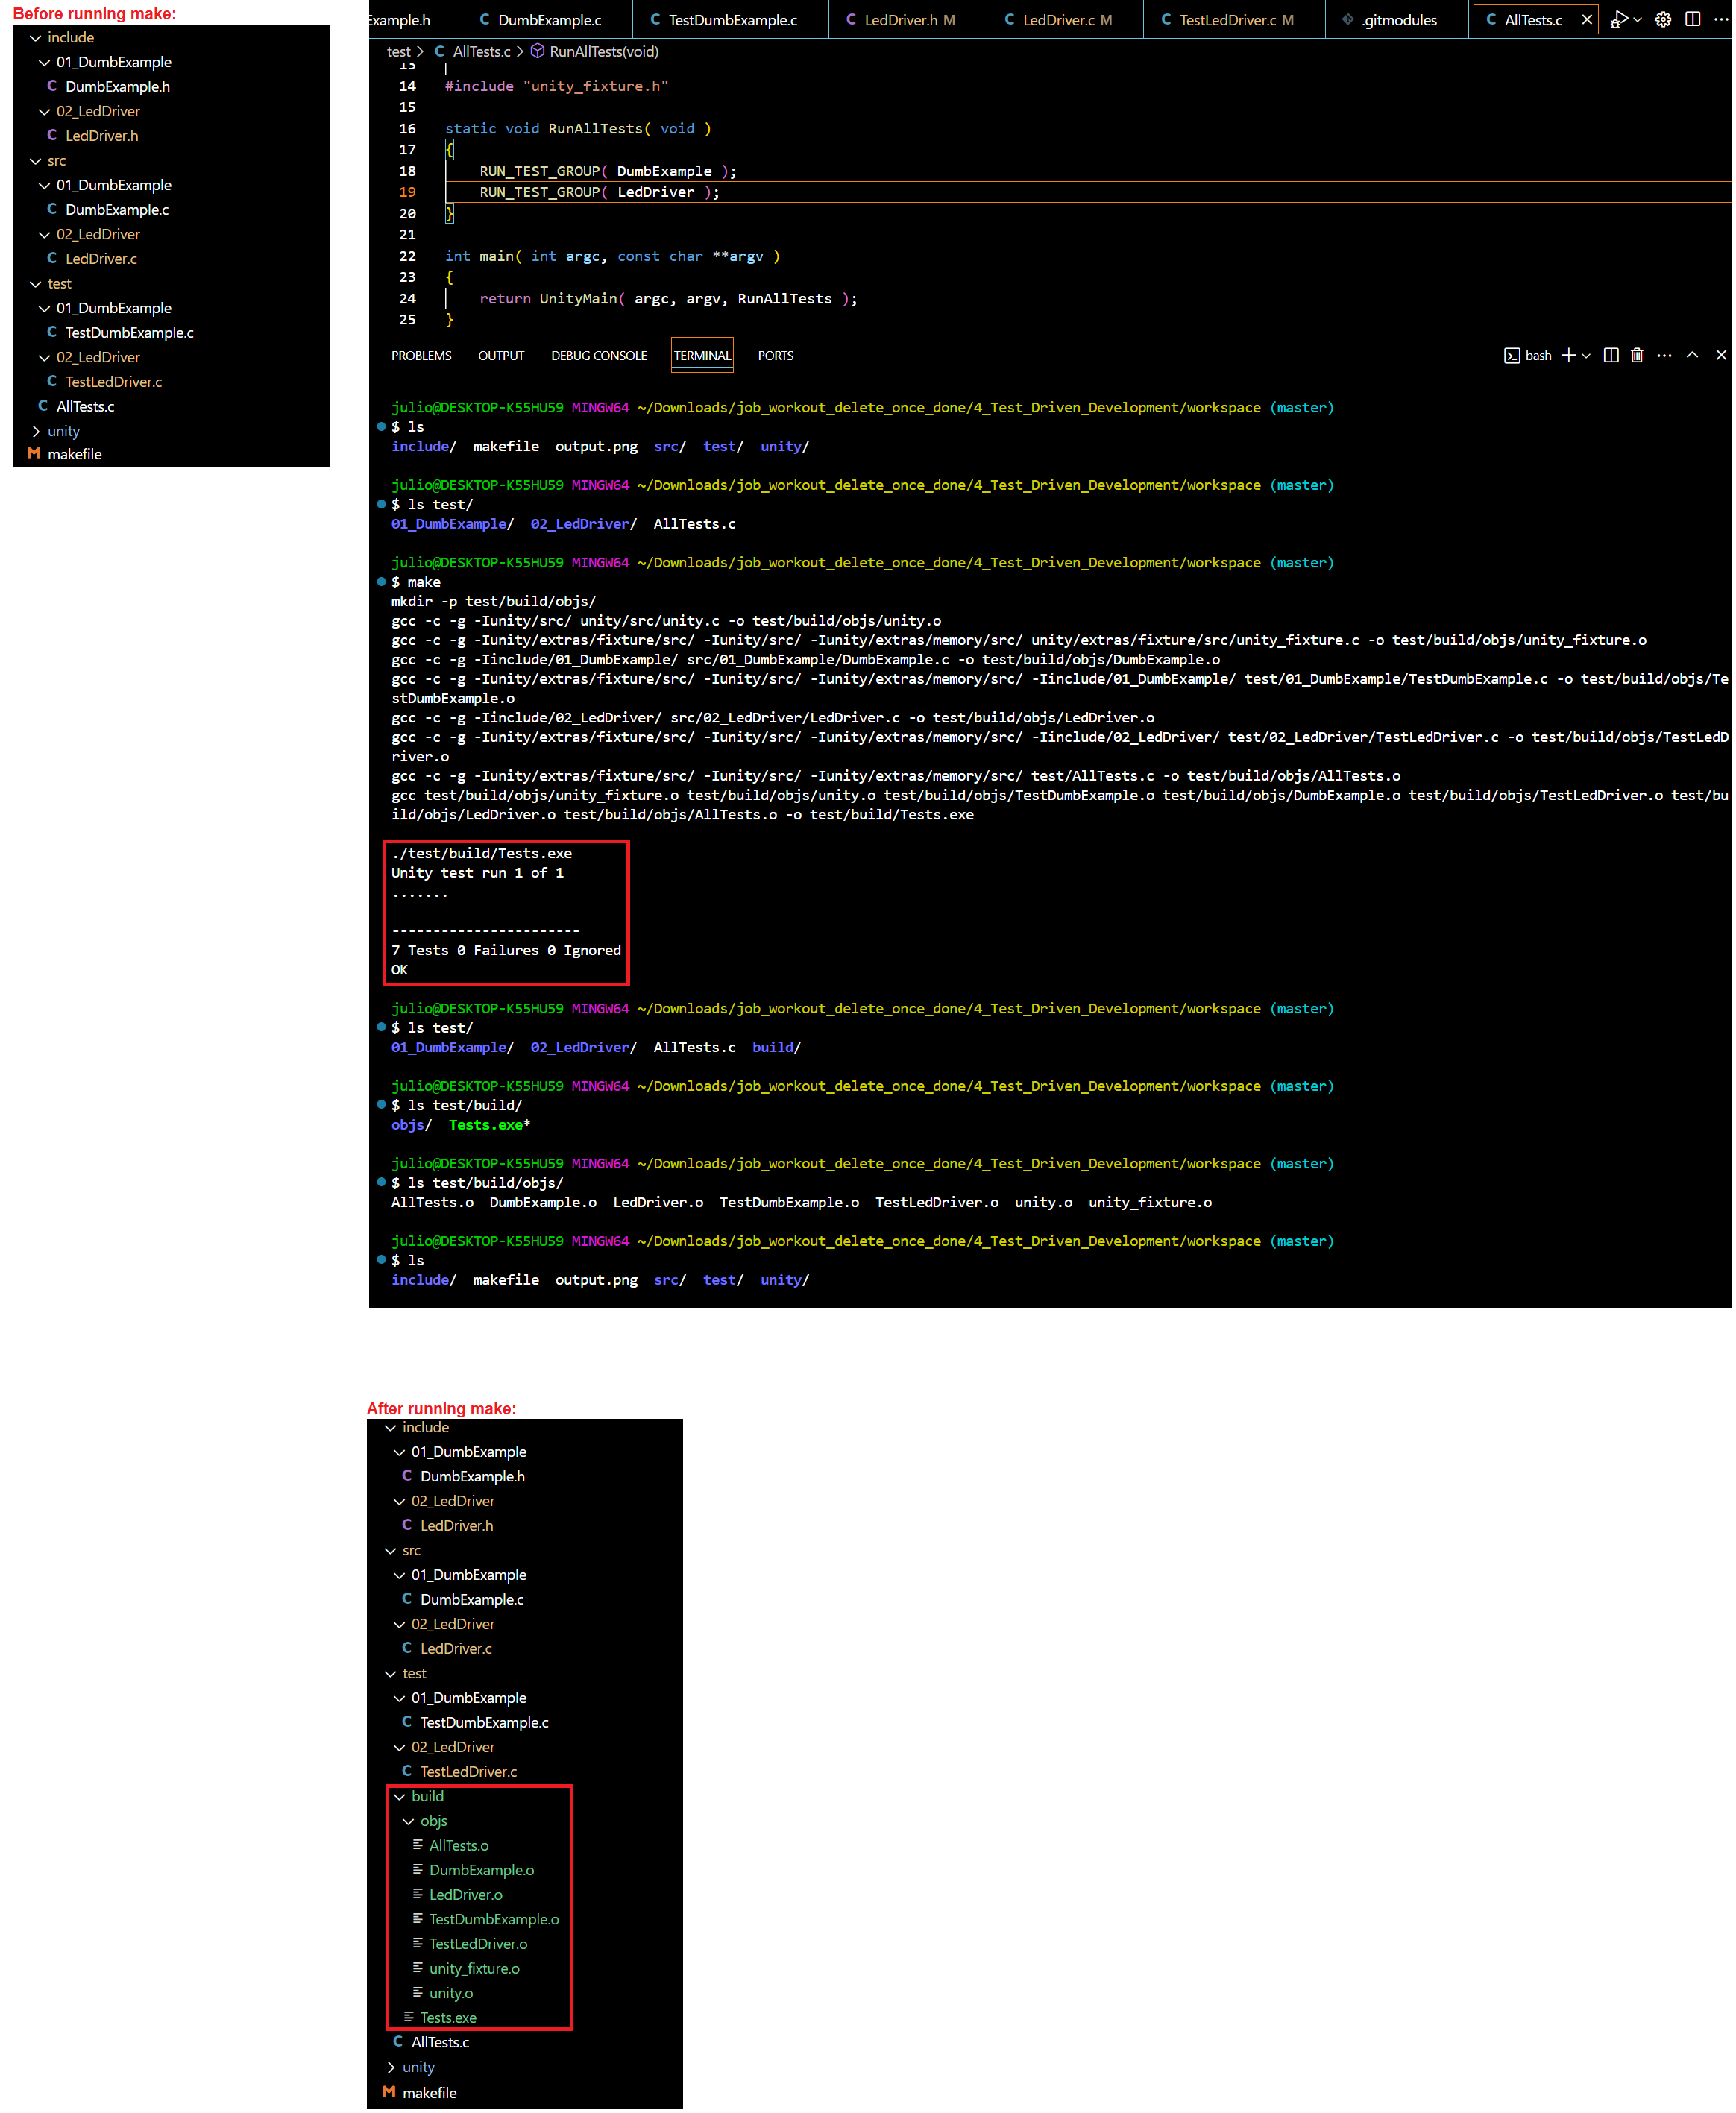 Before running make:
include
01_DumbExample
C DumbExample.h
02_LedDriver
C LedDriver.h
src
01_DumbExample
C DumbExample.c
02_LedDriver
C LedDriver.c
test
01_DumbExample
C TestDumbExample.c
02_LedDriver
C TestLedDriver.c
C AllTests.c
unity
M makefile
Example.h C DumbExample.c C TestDumbExample.c C LedDriver.h M C LedDriver.c M C TestLedDriver.c M .gitmodules C AllTests.c
test > C AllTests.c > RunAllTests(void)
13
14 #include "unity_fixture.h"
15
16 static void RunAllTests( void )
17 {
18 RUN_TEST_GROUP( DumbExample );
19 RUN_TEST_GROUP( LedDriver );
20 }
21
22 int main( int argc, const char **argv )
23 {
24 return UnityMain( argc, argv, RunAllTests );
25 }
PROBLEMS OUTPUT DEBUG CONSOLE TERMINAL PORTS bash
julio@DESKTOP-K55HU59 MINGW64 ~/Downloads/job_workout_delete_once_done/4_Test_Driven_Development/workspace (master)
$ ls
include/ makefile output.png src/ test/ unity/
julio@DESKTOP-K55HU59 MINGW64 ~/Downloads/job_workout_delete_once_done/4_Test_Driven_Development/workspace (master)
$ ls test/
01_DumbExample/ 02_LedDriver/ AllTests.c
julio@DESKTOP-K55HU59 MINGW64 ~/Downloads/job_workout_delete_once_done/4_Test_Driven_Development/workspace (master)
$ make
mkdir -p test/build/objs/
gcc -c -g -Iunity/src/ unity/src/unity.c -o test/build/objs/unity.o
gcc -c -g -Iunity/extras/fixture/src/ -Iunity/src/ -Iunity/extras/memory/src/ unity/extras/fixture/src/unity_fixture.c -o test/build/objs/unity_fixture.o
gcc -c -g -Iinclude/01_DumbExample/ src/01_DumbExample/DumbExample.c -o test/build/objs/DumbExample.o
gcc -c -g -Iunity/extras/fixture/src/ -Iunity/src/ -Iunity/extras/memory/src/ -Iinclude/01_DumbExample/ test/01_DumbExample/TestDumbExample.c -o test/build/objs/Te
stDumbExample.o
gcc -c -g -Iinclude/02_LedDriver/ src/02_LedDriver/LedDriver.c -o test/build/objs/LedDriver.o
gcc -c -g -Iunity/extras/fixture/src/ -Iunity/src/ -Iunity/extras/memory/src/ -Iinclude/02_LedDriver/ test/02_LedDriver/TestLedDriver.c -o test/build/objs/TestLedD
river.o
gcc -c -g -Iunity/extras/fixture/src/ -Iunity/src/ -Iunity/extras/memory/src/ test/AllTests.c -o test/build/objs/AllTests.o
gcc test/build/objs/unity_fixture.o test/build/objs/unity.o test/build/objs/TestDumbExample.o test/build/objs/DumbExample.o test/build/objs/TestLedDriver.o test/bu
ild/objs/LedDriver.o test/build/objs/AllTests.o -o test/build/Tests.exe
./test/build/Tests.exe
Unity test run 1 of 1
.......
-----------------------
7 Tests 0 Failures 0 Ignored
OK
julio@DESKTOP-K55HU59 MINGW64 ~/Downloads/job_workout_delete_once_done/4_Test_Driven_Development/workspace (master)
$ ls test/
01_DumbExample/ 02_LedDriver/ AllTests.c build/
julio@DESKTOP-K55HU59 MINGW64 ~/Downloads/job_workout_delete_once_done/4_Test_Driven_Development/workspace (master)
$ ls test/build/
objs/ Tests.exe*
julio@DESKTOP-K55HU59 MINGW64 ~/Downloads/job_workout_delete_once_done/4_Test_Driven_Development/workspace (master)
$ ls test/build/objs/
AllTests.o DumbExample.o LedDriver.o TestDumbExample.o TestLedDriver.o unity.o unity_fixture.o
julio@DESKTOP-K55HU59 MINGW64 ~/Downloads/job_workout_delete_once_done/4_Test_Driven_Development/workspace (master)
$ ls
include/ makefile output.png src/ test/ unity/
After running make:
include
01_DumbExample
C DumbExample.h
02_LedDriver
C LedDriver.h
src
01_DumbExample
C DumbExample.c
02_LedDriver
C LedDriver.c
test
01_DumbExample
C TestDumbExample.c
02_LedDriver
C TestLedDriver.c
build
objs
AllTests.o
DumbExample.o
LedDriver.o
TestDumbExample.o
TestLedDriver.o
unity_fixture.o
unity.o
Tests.exe
C AllTests.c
unity
M makefile